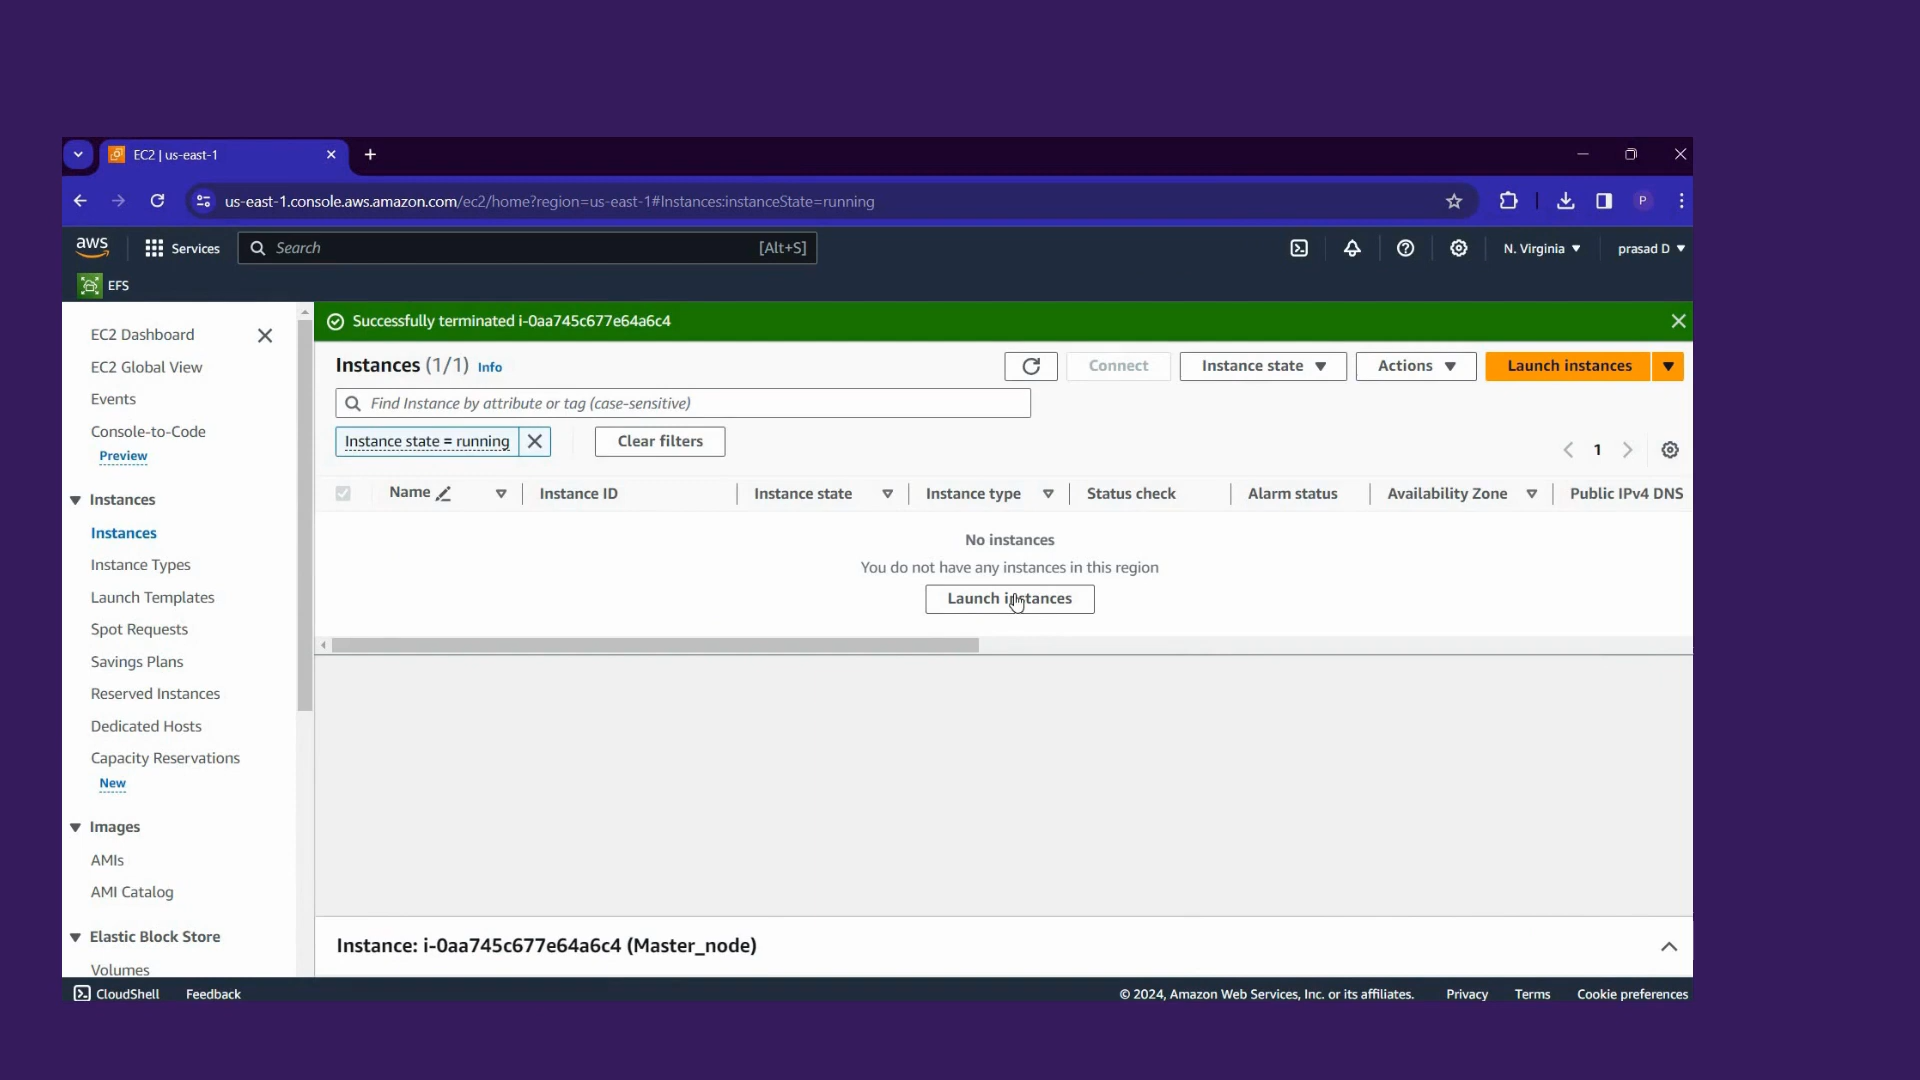 EC2 | us-east-1
us-east-1.console.aws.amazon.com/ec2/home?region=us-east-1#Instances:instanceState=running
P
aws
Services
Search
[Alt+S]
N. Virginia
prasad D
EFS
EC2 Dashboard
EC2 Global View
Events
Console-to-Code
Preview
Instances
Instances
Instance Types
Launch Templates
Spot Requests
Savings Plans
Reserved Instances
Dedicated Hosts
Capacity Reservations
New
Images
AMIs
AMI Catalog
Elastic Block Store
Volumes
Successfully terminated i-0aa745c677e64a6c4
Instances (1/1) Info
Connect
Instance state
Actions
Launch instances
Find Instance by attribute or tag (case-sensitive)
Instance state = running
Clear filters
1
Name
Instance ID
Instance state
Instance type
Status check
Alarm status
Availability Zone
Public IPv4 DNS
No instances
You do not have any instances in this region
Launch instances
Instance: i-0aa745c677e64a6c4 (Master_node)
CloudShell
Feedback
© 2024, Amazon Web Services, Inc. or its affiliates.
Privacy
Terms
Cookie preferences